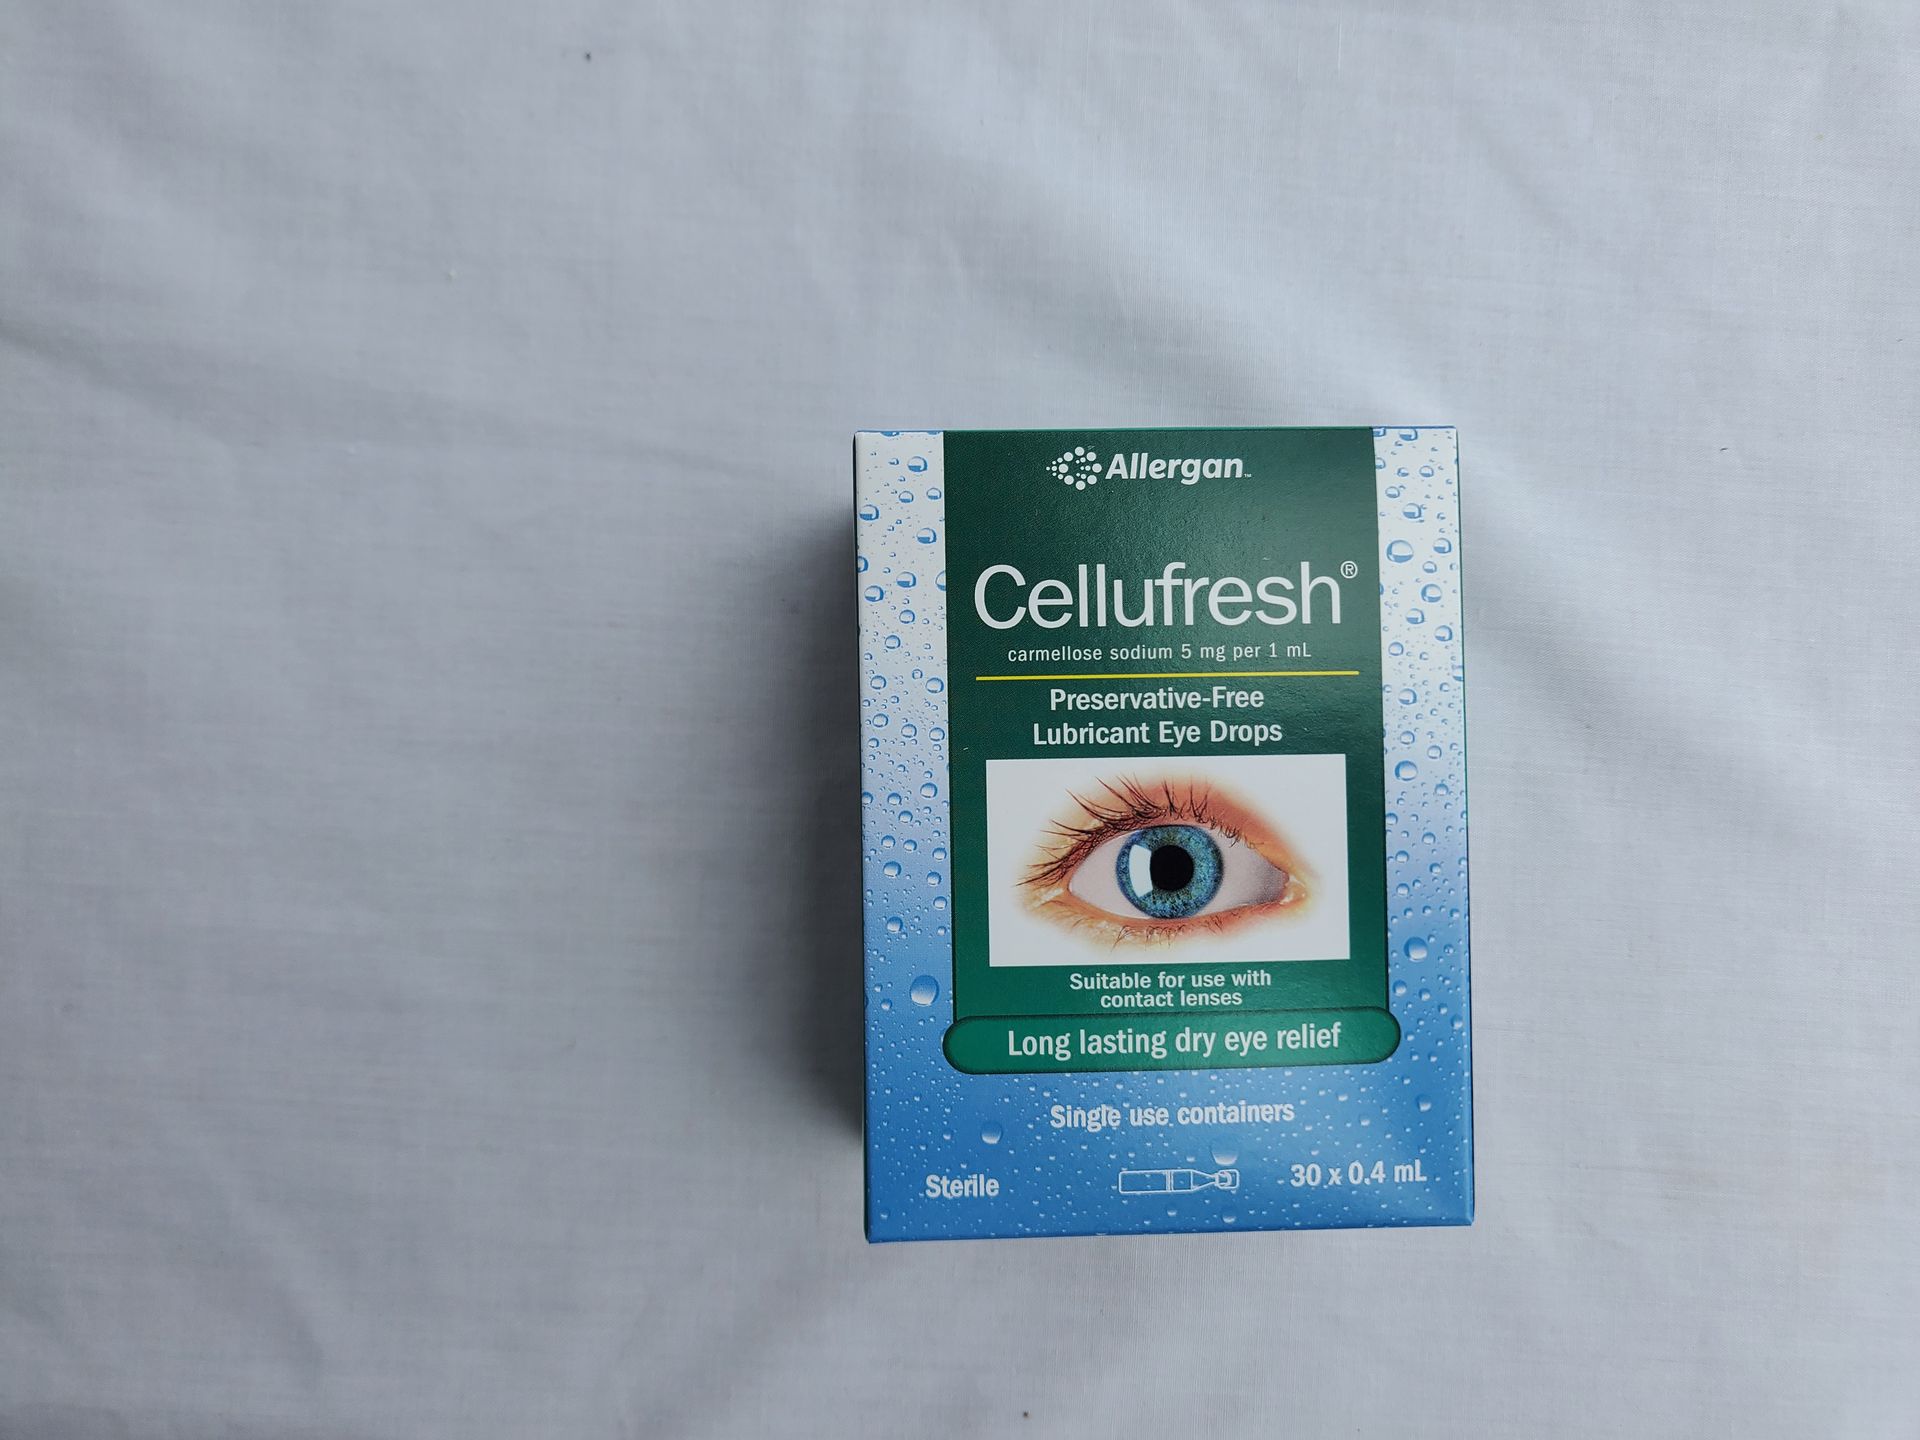 Allergan™
Cellufresh®
carmellose sodium 5 mg per 1 mL
Preservative-Free
Lubricant Eye Drops
Suitable for use with
contact lenses
Long lasting dry eye relief
Single use containers
Sterile
30 x 0.4 mL